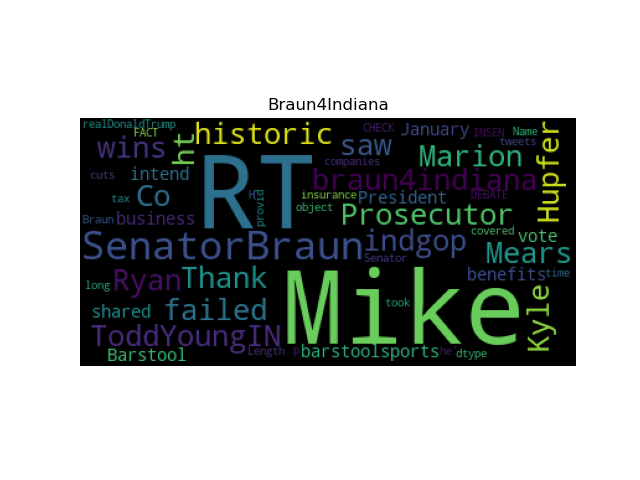 Braun4Indiana
realDonaldTrump
FACT
wins
ht
historic
RT
saw
CHECK
January
INSEN
Name
tweets
Marion
Hupfer
companies
cuts
intend
tax
Co
provid
H
insurance
object
braun4indiana
President
DEBATE
Braun
business
Prosecutor
covered
vote
SenatorBraun
indgop
Senator
Mears
long
Ryan
Thank
Mike
benefits
time
shared
failed
took
Kyle
ToddYoungIN
Barstool
Length
p
barstoolsports
he
dtype